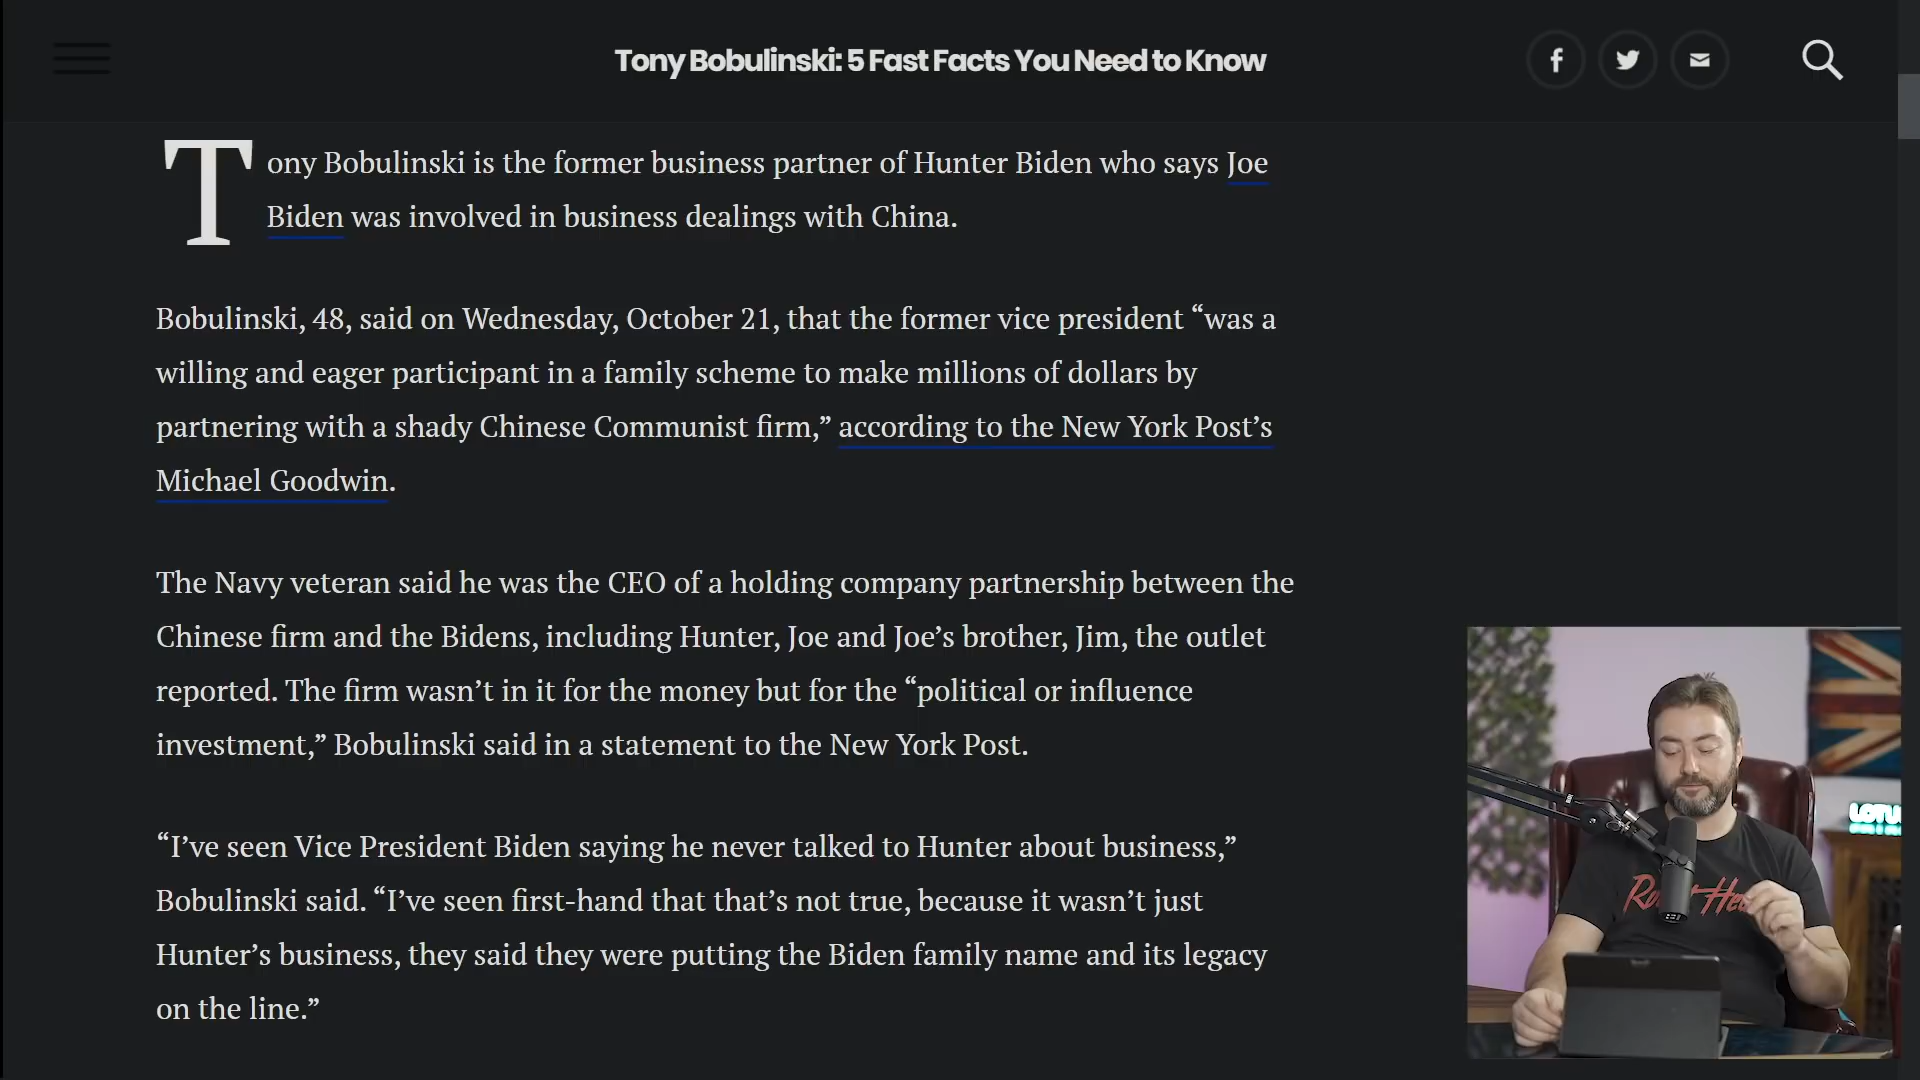 Tony Bobulinski: 5 Fast Facts You Need to Know
Tony Bobulinski is the former business partner of Hunter Biden who says Joe
Biden was involved in business dealings with China.
Bobulinski, 48, said on Wednesday, October 21, that the former vice president “was a
willing and eager participant in a family scheme to make millions of dollars by
partnering with a shady Chinese Communist firm,” according to the New York Post’s
Michael Goodwin.
The Navy veteran said he was the CEO of a holding company partnership between the
Chinese firm and the Bidens, including Hunter, Joe and Joe’s brother, Jim, the outlet
reported. The firm wasn’t in it for the money but for the “political or influence
investment,” Bobulinski said in a statement to the New York Post.
“I’ve seen Vice President Biden saying he never talked to Hunter about business,”
Bobulinski said. “I’ve seen first-hand that that’s not true, because it wasn’t just
Hunter’s business, they said they were putting the Biden family name and its legacy
on the line.”